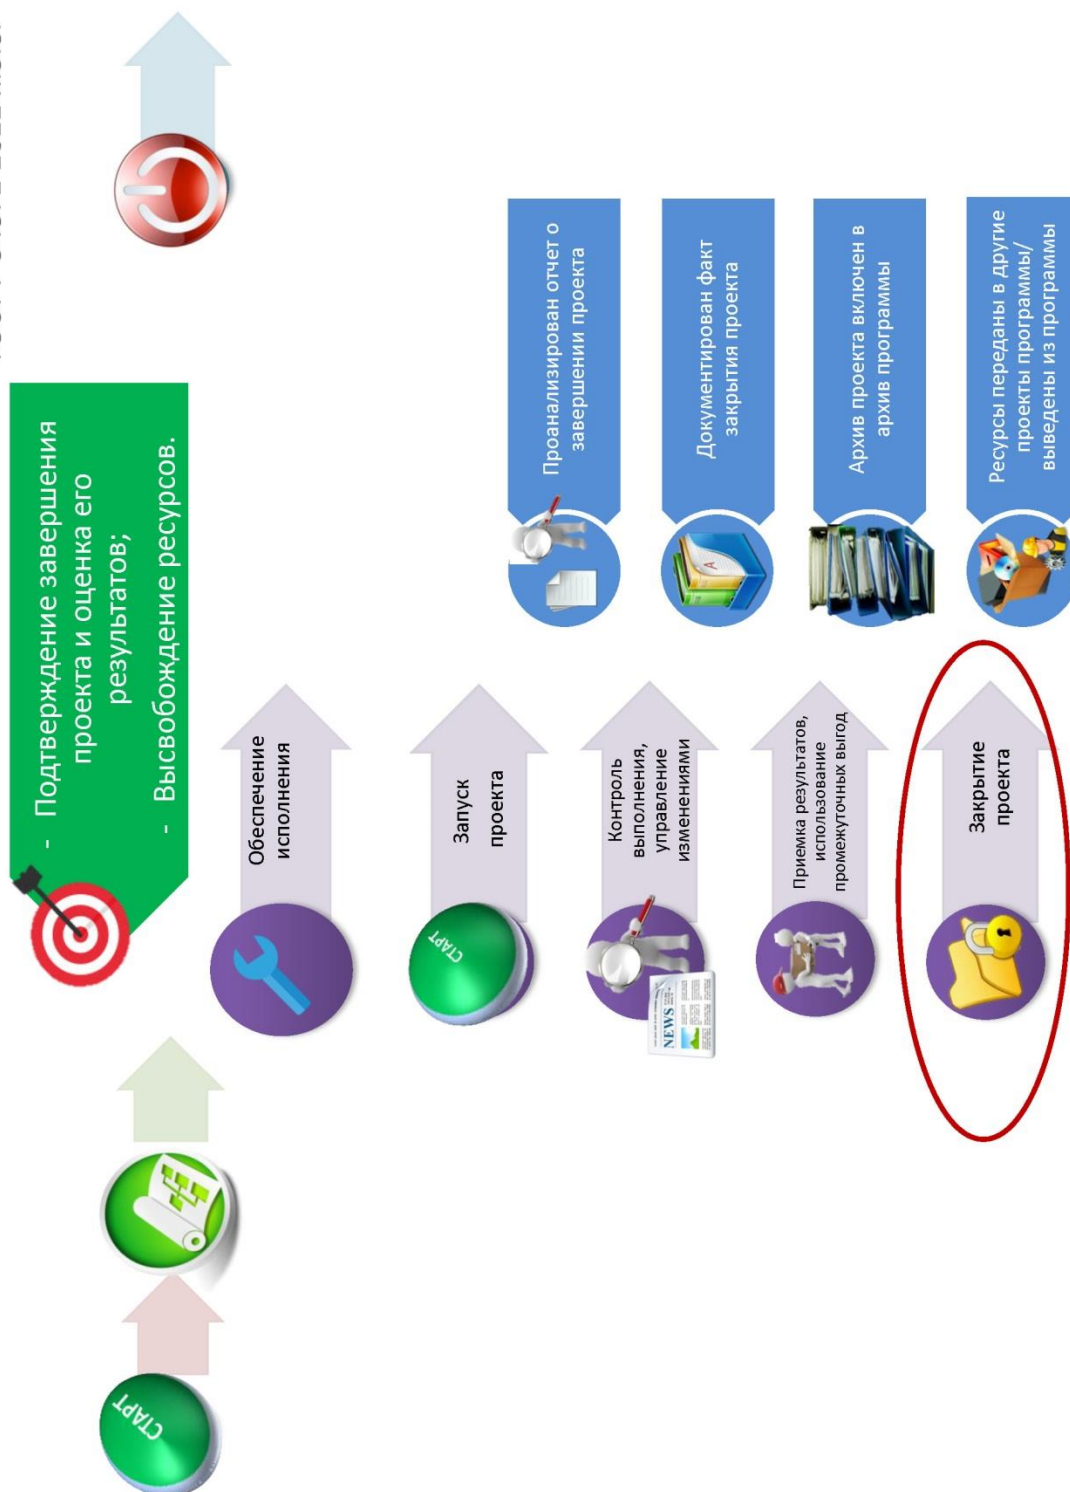 - Подтверждение завершения
проекта и оценка его
результатов;
- Высвобождение ресурсов.
СТАРТ
Обеспечение
исполнения
СТАРТ
Запуск
проекта
Проанализирован отчет о
завершении проекта
NEWS
Контроль
выполнения,
управление
изменениями
Документирован факт
закрытия проекта
Приемка результатов,
использование
промежуточных выгод
Архив проекта включен в
архив программы
Закрытие
проекта
Ресурсы переданы в другие
проекты программы/
выведены из программы